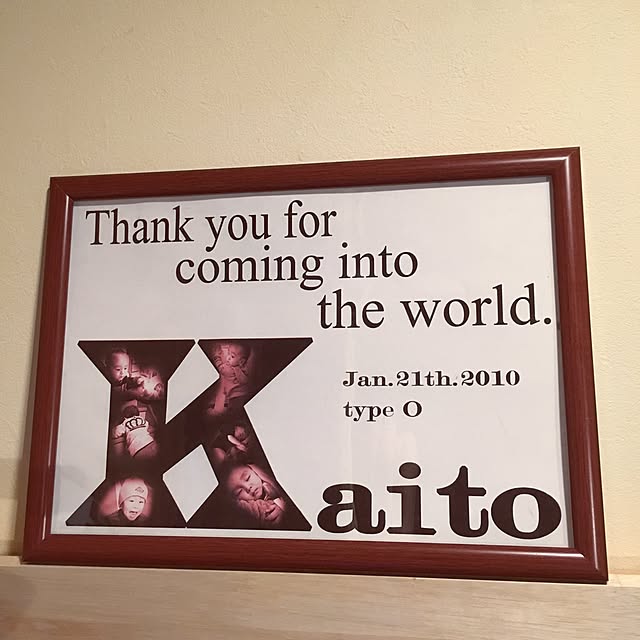 Thank you for
coming into
the world.
Jan.21th.2010
type O
Kaito